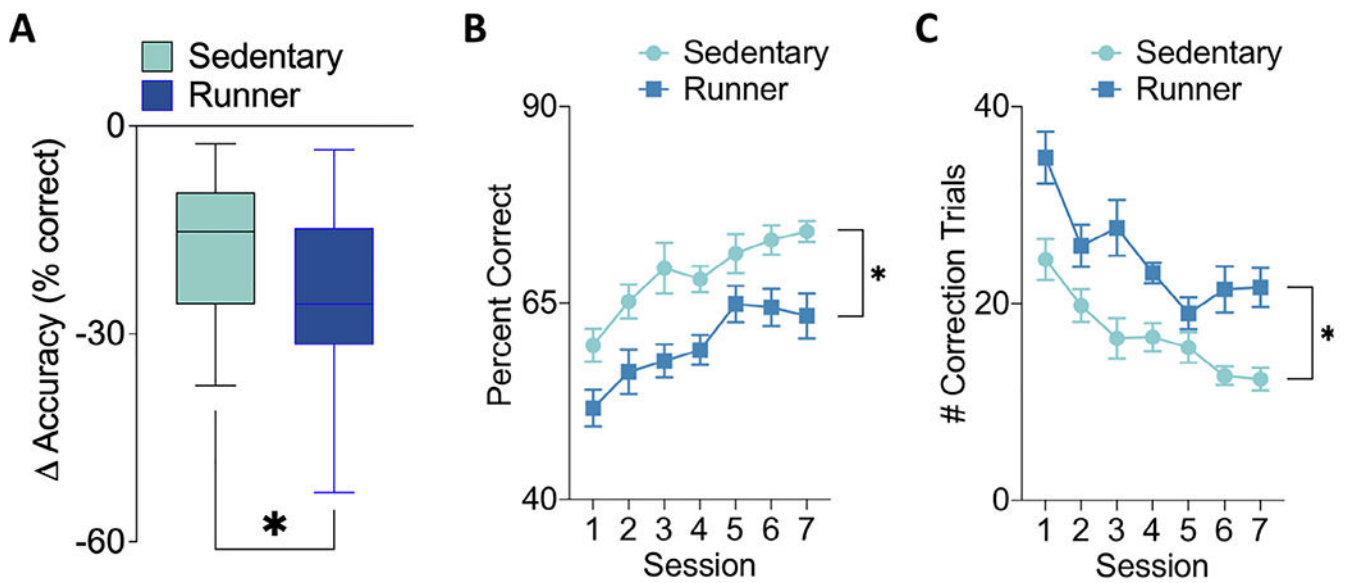 A
Sedentary
Runner
0
-30
-60
Δ Accuracy (% correct)
*
B
Sedentary
Runner
90
65
40
Percent Correct
*
1 2 3 4 5 6 7
Session
C
Sedentary
Runner
40
20
0
# Correction Trials
*
1 2 3 4 5 6 7
Session